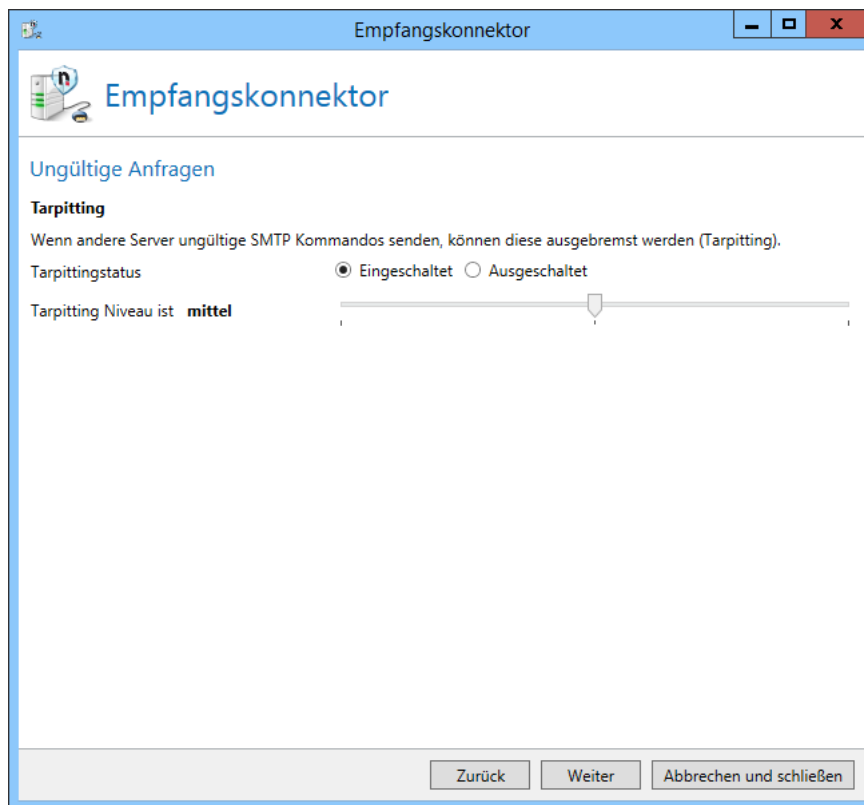 Empfangskonnektor
Empfangskonnektor
Ungültige Anfragen
Tarpitting
Wenn andere Server ungültige SMTP Kommandos senden, können diese ausgebremst werden (Tarpitting).
Tarpittingstatus Eingeschaltet Ausgeschaltet
Tarpitting Niveau ist mittel
Zurück Weiter Abbrechen und schließen